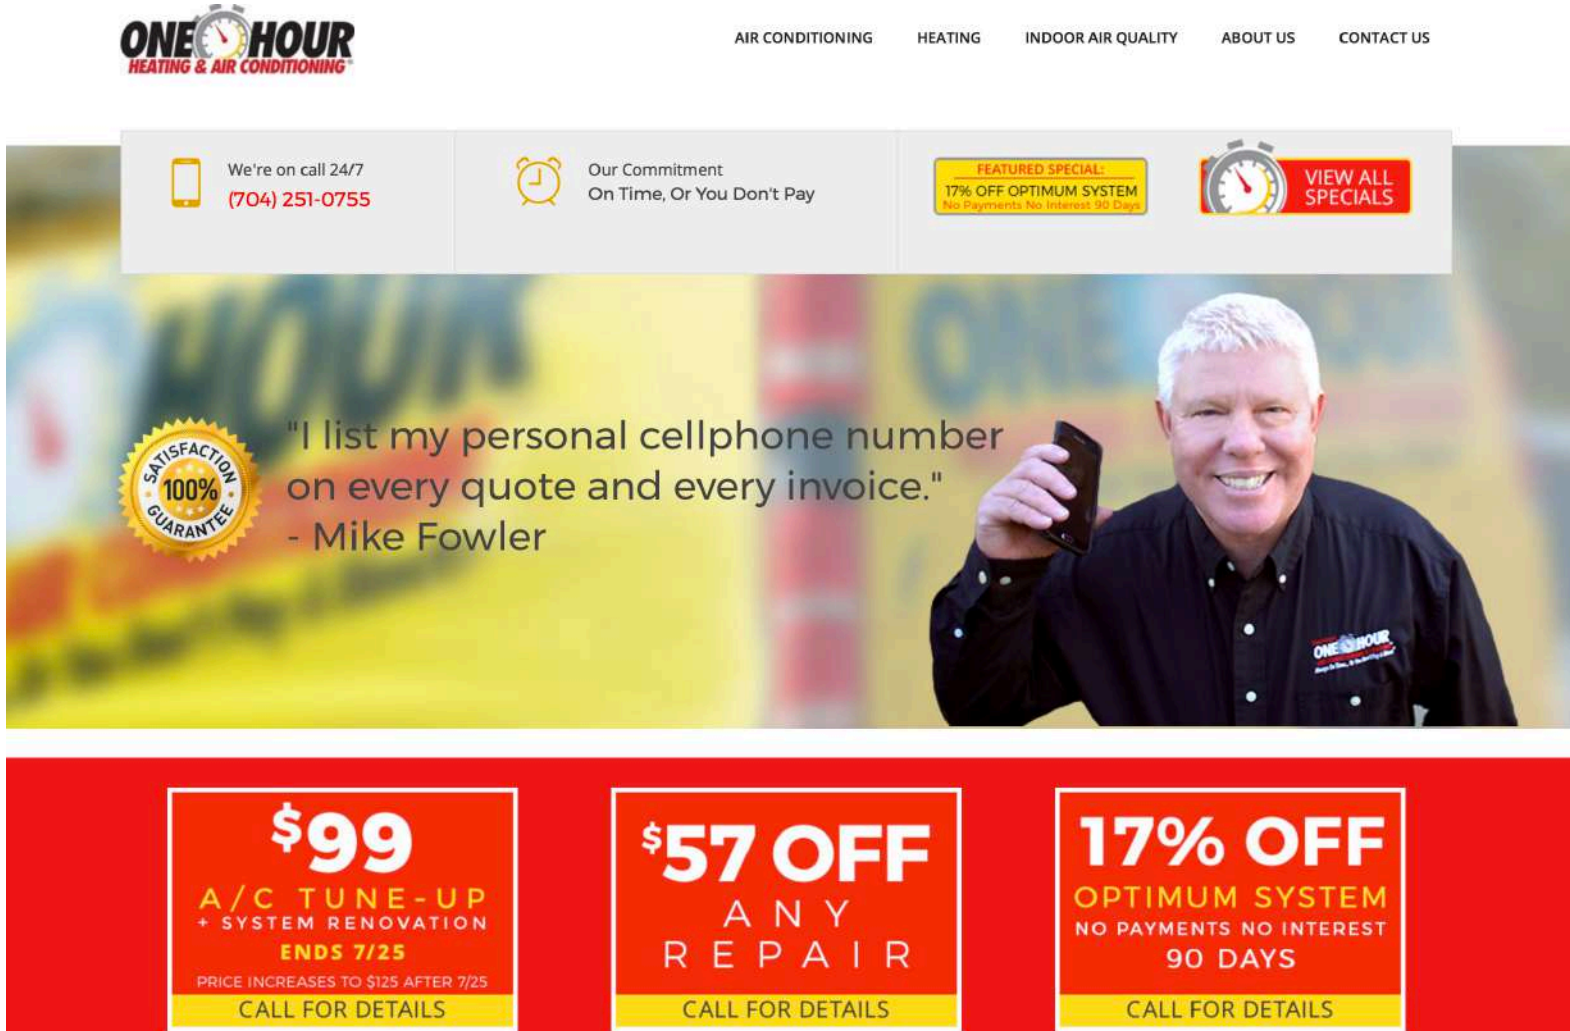 ONE HOUR
HEATING & AIR CONDITIONING
AIR CONDITIONING
HEATING
INDOOR AIR QUALITY
ABOUT US
CONTACT US
We're on call 24/7
(704) 251-0755
Our Commitment
On Time, Or You Don't Pay
FEATURED SPECIAL:
17% OFF OPTIMUM SYSTEM
No Payments No Interest 90 Days
VIEW ALL
SPECIALS
HOUR
ONE
SATISFACTION
100%
GUARANTEE
"I list my personal cellphone number
on every quote and every invoice."
- Mike Fowler
ONE HOUR
$99
A/C TUNE-UP
+ SYSTEM RENOVATION
ENDS 7/25
PRICE INCREASES TO $125 AFTER 7/25
CALL FOR DETAILS
$57 OFF
ANY
REPAIR
CALL FOR DETAILS
17% OFF
OPTIMUM SYSTEM
NO PAYMENTS NO INTEREST
90 DAYS
CALL FOR DETAILS